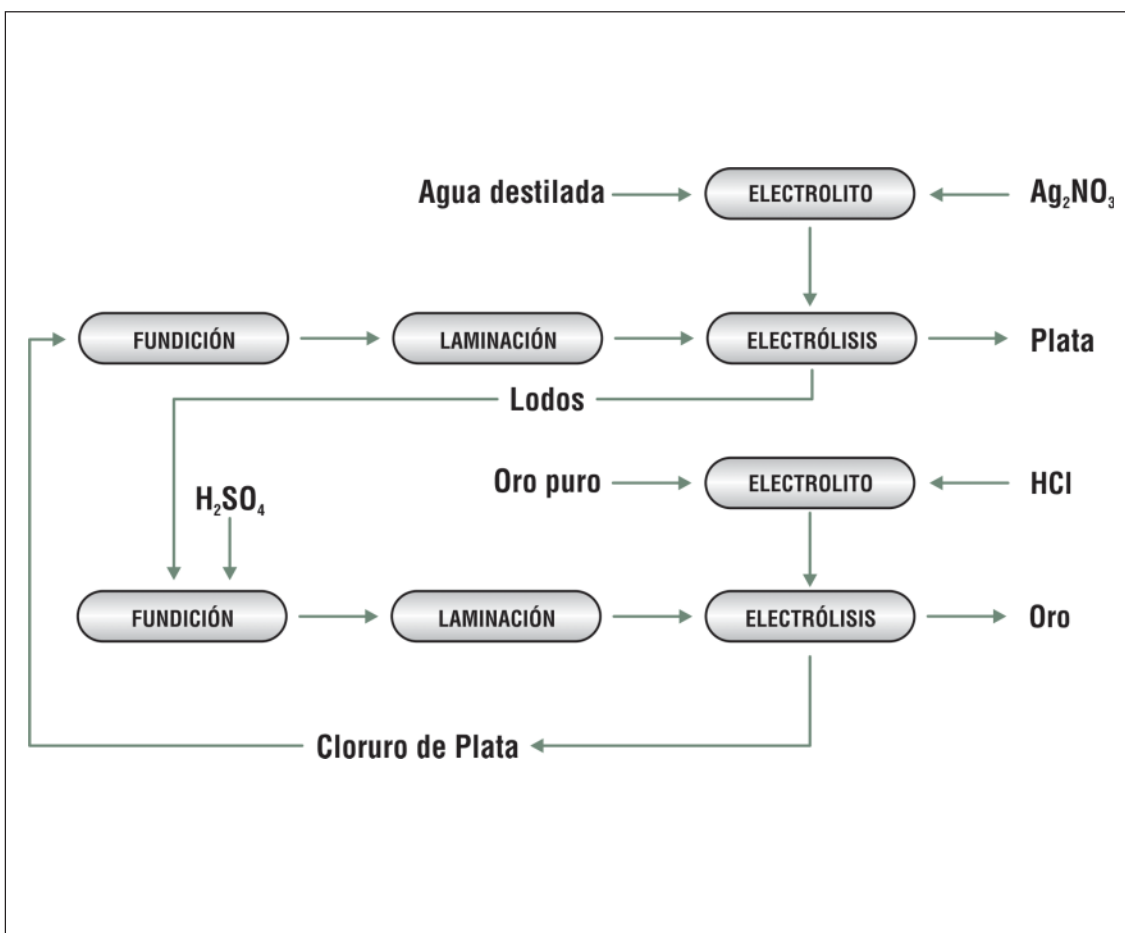 Agua destilada
ELECTROLITO
Ag₂NO₃
FUNDICIÓN
LAMINACIÓN
ELECTRÓLISIS
Plata
Lodos
Oro puro
ELECTROLITO
HCl
H₂SO₄
FUNDICIÓN
LAMINACIÓN
ELECTRÓLISIS
Oro
Cloruro de Plata